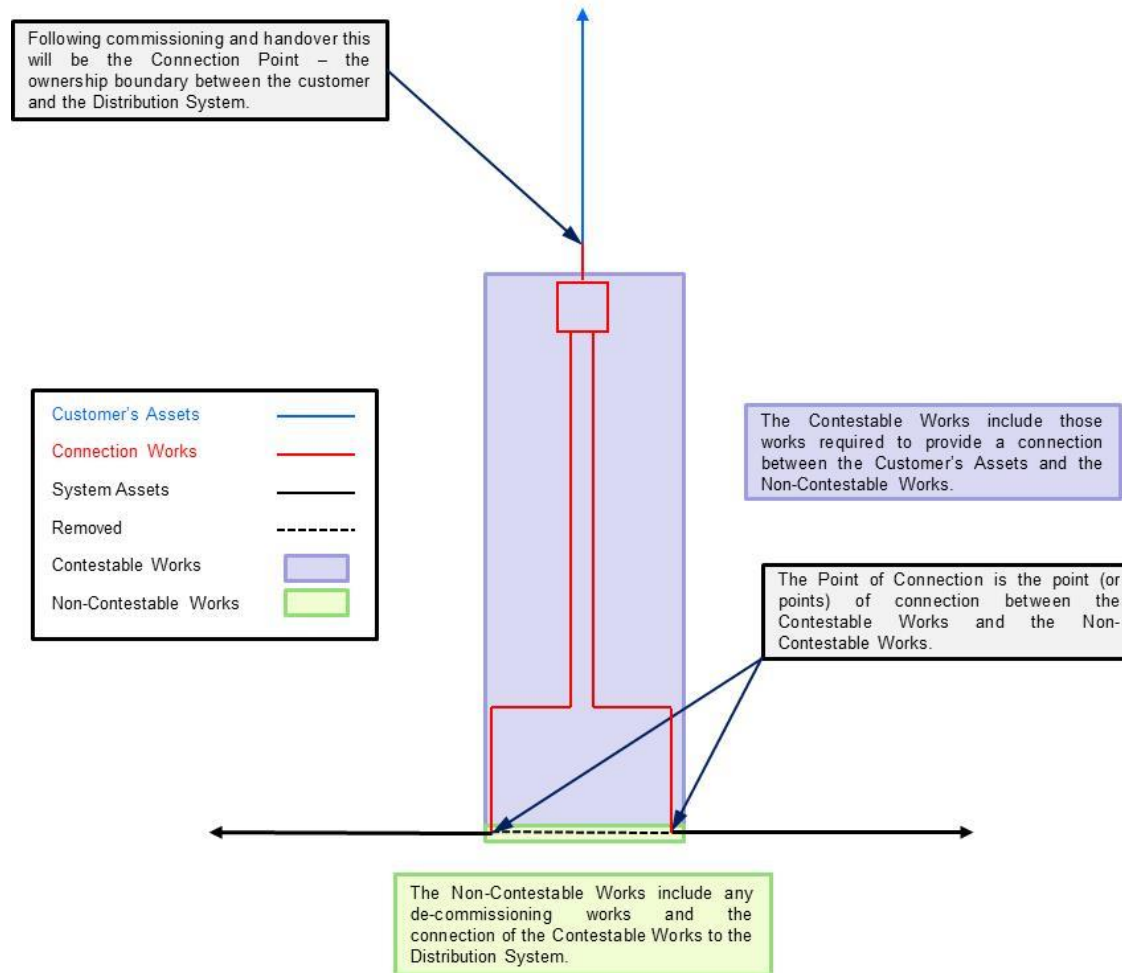 Following commissioning and handover this
will be the Connection Point – the
ownership boundary between the customer
and the Distribution System.
Customer's Assets
Connection Works
System Assets
Removed
Contestable Works
Non-Contestable Works
The Contestable Works include those
works required to provide a connection
between the Customer's Assets and the
Non-Contestable Works.
The Point of Connection is the point (or
points) of connection between the
Contestable Works and the Non-
Contestable Works.
The Non-Contestable Works include any
de-commissioning works and the
connection of the Contestable Works to the
Distribution System.